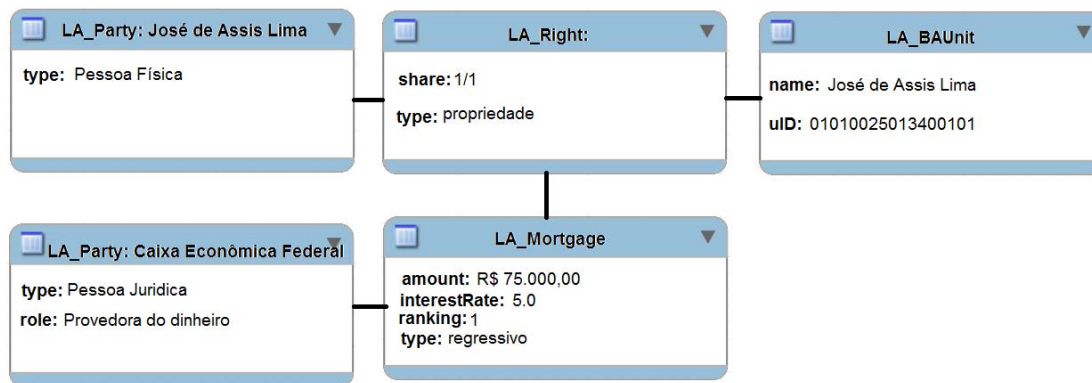 LA_Party: José de Assis Lima
type: Pessoa Física
LA_Right:
share: 1/1
type: propriedade
LA_BAUnit
name: José de Assis Lima
uID: 01010025013400101
LA_Party: Caixa Econômica Federal
type: Pessoa Juridica
role: Provedora do dinheiro
LA_Mortgage
amount: R$ 75.000,00
interestRate: 5.0
ranking: 1
type: regressivo